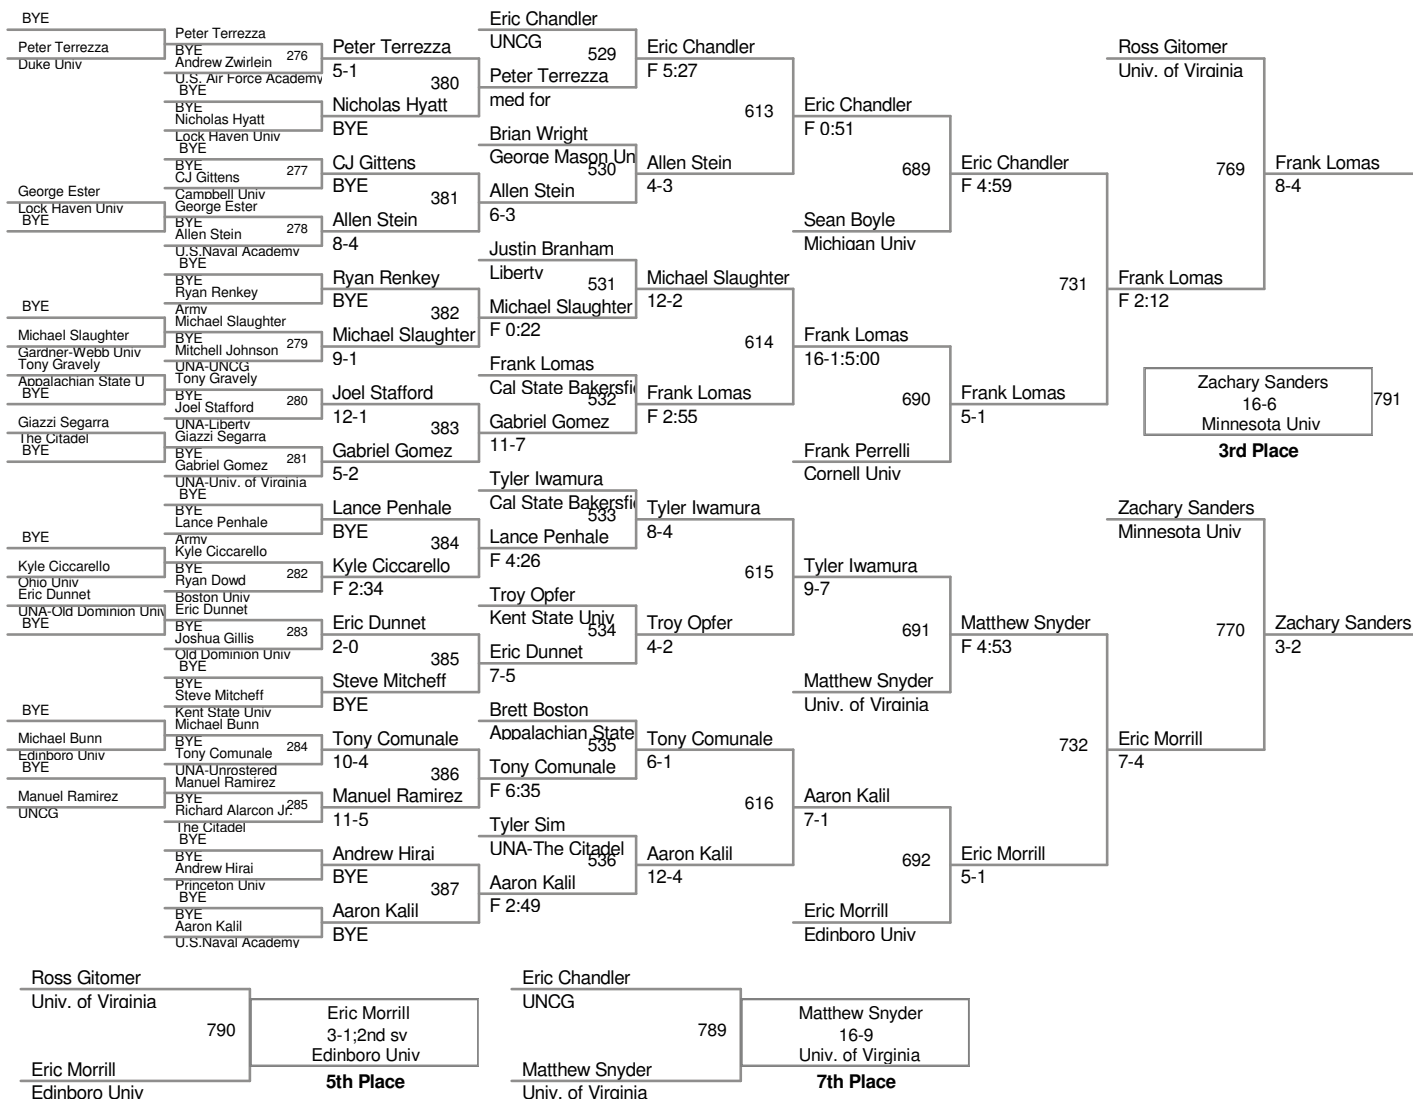 BYE
Peter Terrezza
Duke Univ
George Ester
Lock Haven Univ
BYE
BYE
Michael Slaughter
Gardner-Webb Univ
Tony Gravely
Appalachian State U
BYE
Giazzi Segarra
The Citadel
BYE
BYE
Kyle Ciccarello
Ohio Univ
Eric Dunnet
UNA-Old Dominion Univ
BYE
BYE
Michael Bunn
Edinboro Univ
BYE
Manuel Ramirez
UNCG
Peter Terrezza
BYE
Andrew Zwirlein
276
U.S. Air Force Academy
BYE
BYE
Nicholas Hyatt
Lock Haven Univ
BYE
BYE
CJ Gittens
277
Campbell Univ
George Ester
BYE
Allen Stein
278
U.S.Naval Academy
BYE
BYE
Ryan Renkey
Army
Michael Slaughter
BYE
Mitchell Johnson
279
UNA-UNCG
Tony Gravely
BYE
Joel Stafford
280
UNA-Liberty
Giazzi Segarra
BYE
Gabriel Gomez
281
UNA-Univ. of Virginia
BYE
BYE
Lance Penhale
Army
Kyle Ciccarello
BYE
Ryan Dowd
282
Boston Univ
Eric Dunnet
BYE
Joshua Gillis
283
Old Dominion Univ
BYE
BYE
Steve Mitcheff
Kent State Univ
Michael Bunn
BYE
Tony Comunale
284
UNA-Unrostered
Manuel Ramirez
BYE
Richard Alarcon Jr.
285
The Citadel
BYE
BYE
Andrew Hirai
Princeton Univ
BYE
BYE
Aaron Kalil
U.S.Naval Academy
Peter Terrezza
5-1
380
Nicholas Hyatt
BYE
CJ Gittens
BYE
381
Allen Stein
8-4
Ryan Renkey
BYE
382
Michael Slaughter
9-1
Joel Stafford
12-1
383
Gabriel Gomez
5-2
Lance Penhale
BYE
384
Kyle Ciccarello
F 2:34
Eric Dunnet
2-0
385
Steve Mitcheff
BYE
Tony Comunale
10-4
386
Manuel Ramirez
11-5
Andrew Hirai
BYE
387
Aaron Kalil
BYE
Eric Chandler
UNCG
529
Peter Terrezza
med for
Brian Wright
George Mason Un
530
Allen Stein
6-3
Justin Branham
Liberty
531
Michael Slaughter
F 0:22
Frank Lomas
Cal State Bakersfie
532
Gabriel Gomez
11-7
Tyler Iwamura
Cal State Bakersfie
533
Lance Penhale
F 4:26
Troy Opfer
Kent State Univ
534
Eric Dunnet
7-5
Brett Boston
Appalachian State
535
Tony Comunale
F 6:35
Tyler Sim
UNA-The Citadel
536
Aaron Kalil
F 2:49
Eric Chandler
F 5:27
613
Allen Stein
4-3
Michael Slaughter
12-2
614
Frank Lomas
F 2:55
Tyler Iwamura
8-4
615
Troy Opfer
4-2
Tony Comunale
6-1
616
Aaron Kalil
12-4
Eric Chandler
F 0:51
689
Sean Boyle
Michigan Univ
Frank Lomas
16-1:5:00
690
Frank Perrelli
Cornell Univ
Tyler Iwamura
9-7
691
Matthew Snyder
Univ. of Virginia
Aaron Kalil
7-1
692
Eric Morrill
Edinboro Univ
Eric Chandler
F 4:59
731
Frank Lomas
5-1
Matthew Snyder
F 4:53
732
Eric Morrill
5-1
Ross Gitomer
Univ. of Virginia
769
Frank Lomas
F 2:12
Frank Lomas
8-4
Zachary Sanders
16-6
Minnesota Univ
791
3rd Place
Zachary Sanders
Minnesota Univ
770
Eric Morrill
7-4
Zachary Sanders
3-2
Ross Gitomer
Univ. of Virginia
790
Eric Morrill
Edinboro Univ
Eric Morrill
3-1;2nd sv
Edinboro Univ
5th Place
Eric Chandler
UNCG
789
Matthew Snyder
Univ. of Virginia
Matthew Snyder
16-9
Univ. of Virginia
7th Place